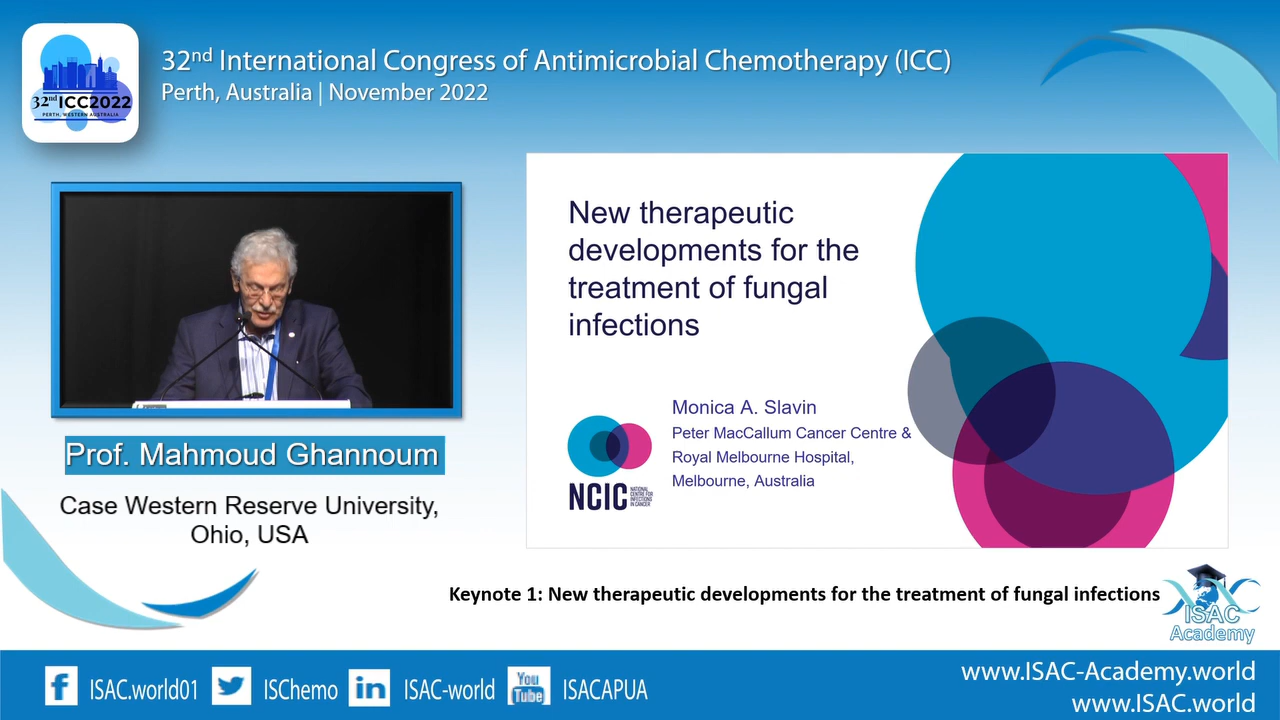 32nd International Congress of Antimicrobial Chemotherapy (ICC)
Perth, Australia | November 2022
32nd ICC2022
PERTH, WESTERN AUSTRALIA
New therapeutic
developments for the
treatment of fungal
infections
Monica A. Slavin
Peter MacCallum Cancer Centre &
Royal Melbourne Hospital,
Melbourne, Australia
NCIC
NATIONAL
CENTRE FOR
INFECTIONS
IN CANCER
Prof. Mahmoud Ghannoum
Case Western Reserve University,
Ohio, USA
Keynote 1: New therapeutic developments for the treatment of fungal infections
ISAC
Academy
f ISAC.world01 ISChemo in ISAC-world You Tube ISACAPUA
www.ISAC-Academy.world
www.ISAC.world